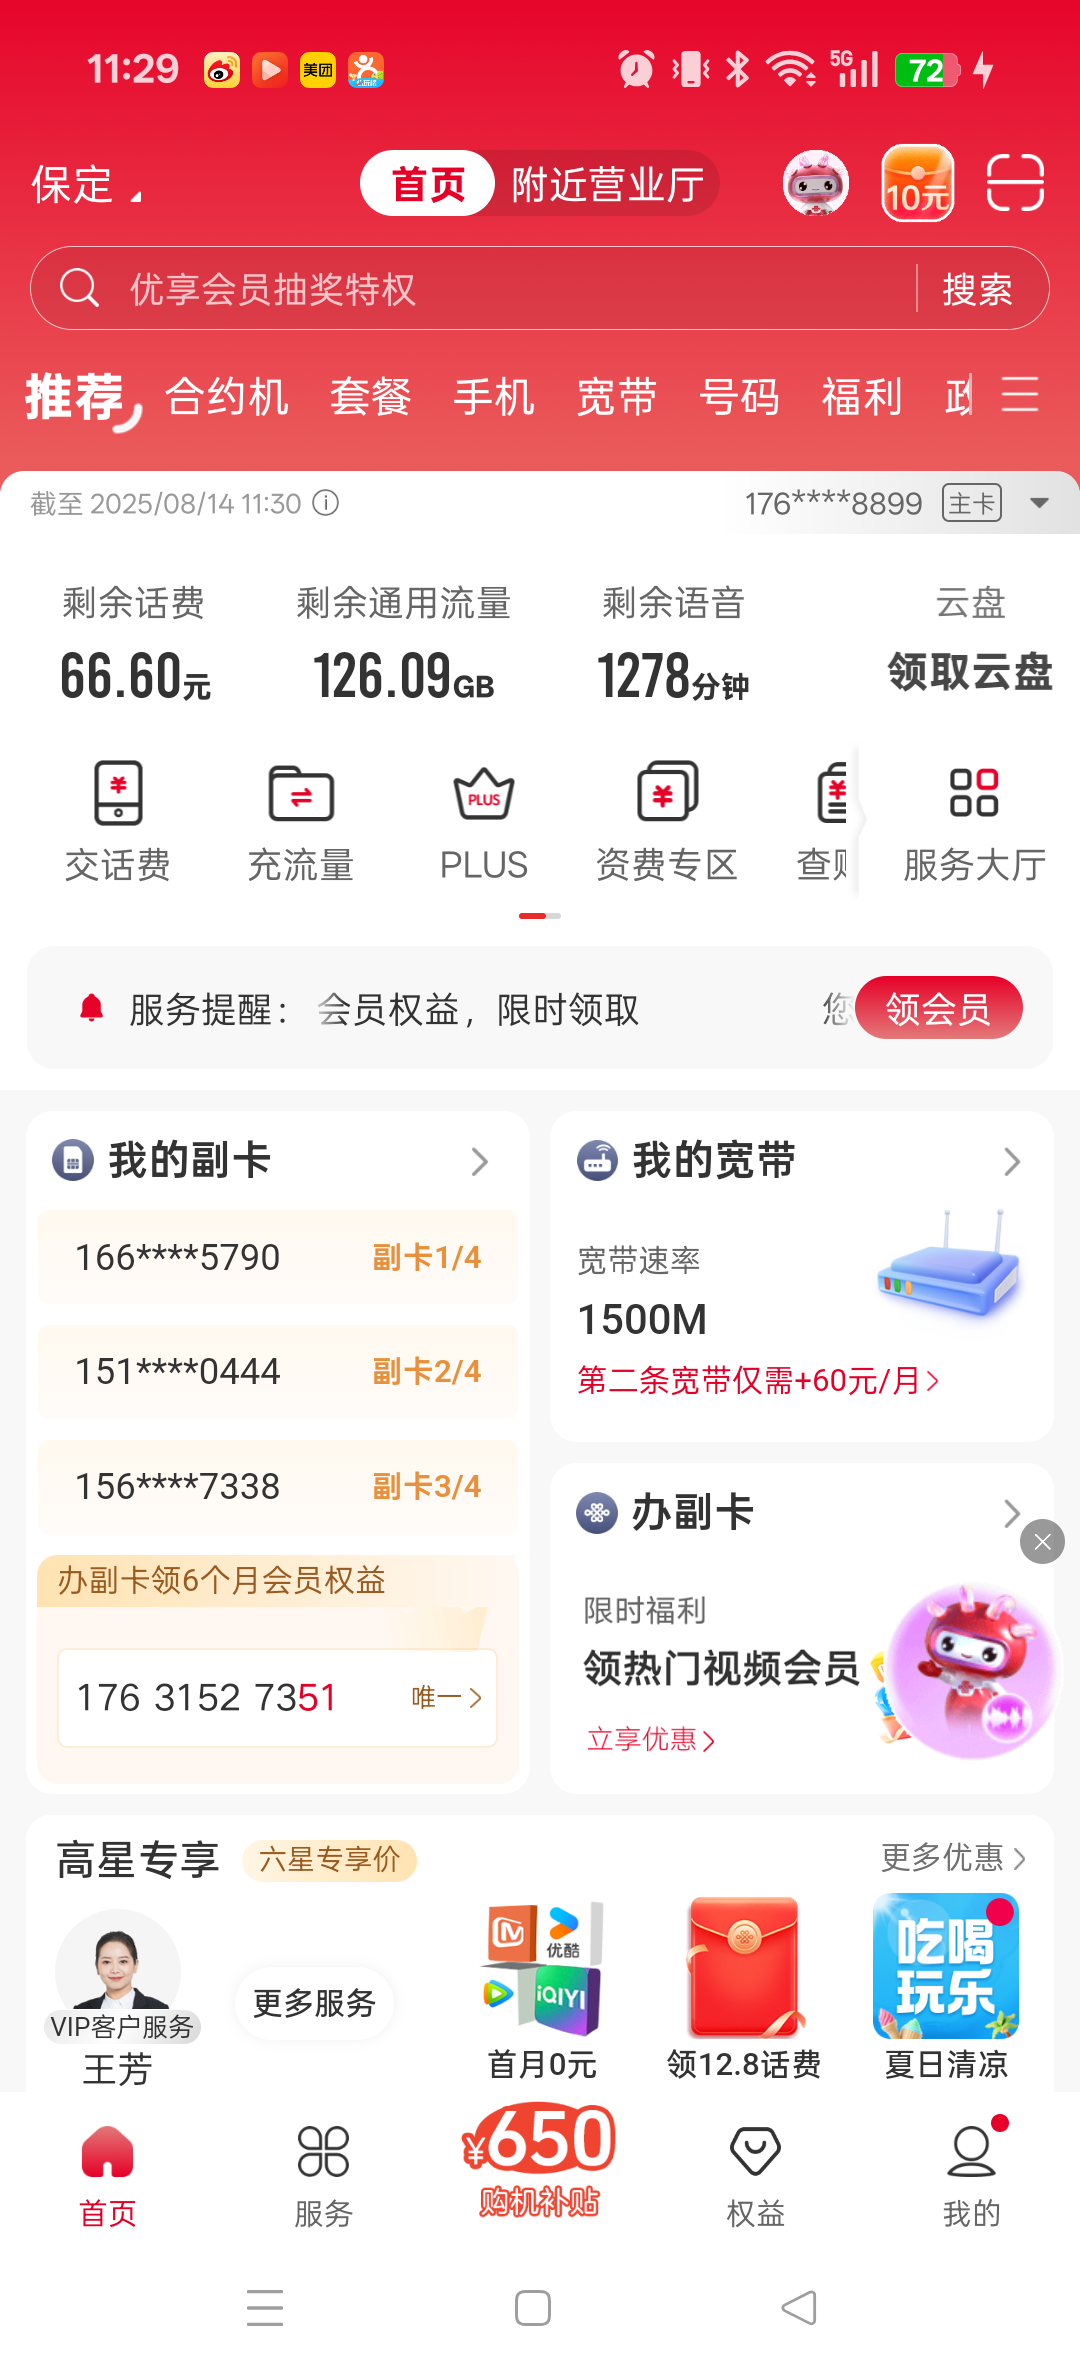 11:29
美团
5G
72
保定
首页
附近营业厅
10元
优享会员抽奖特权
搜索
推荐
合约机
套餐
手机
宽带
号码
福利
截至 2025/08/14 11:30
176****8899
主卡
剩余话费
剩余通用流量
剩余语音
云盘
66.60元
126.09GB
1278分钟
领取云盘
交话费
充流量
PLUS
PLUS
资费专区
查
服务大厅
服务提醒：
会员权益，限时领取
您
领会员
我的副卡
166****5790
副卡1/4
151****0444
副卡2/4
156****7338
副卡3/4
办副卡领6个月会员权益
176 3152 7351
唯一
我的宽带
宽带速率
1500M
第二条宽带仅需+60元/月
办副卡
限时福利
领热门视频会员
立享优惠
高星专享
六星专享价
更多优惠
VIP客户服务
王芳
更多服务
优酷
iQIYI
首月0元
领12.8话费
吃喝
玩乐
夏日清凉
首页
服务
¥650
购机补贴
权益
我的